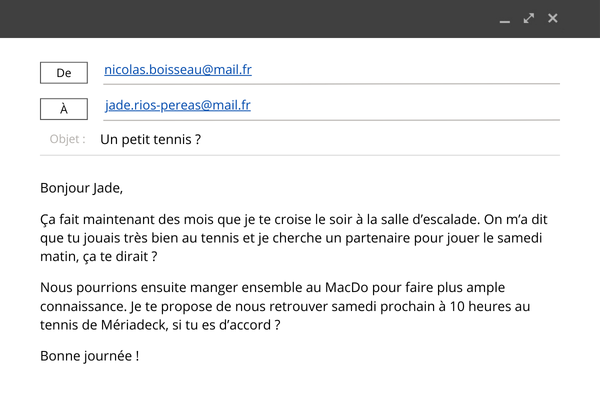 De nicolas.boisseau@mail.fr
À jade.rios-pereas@mail.fr
Objet : Un petit tennis ?
Bonjour Jade,
Ça fait maintenant des mois que je te croise le soir à la salle d’escalade. On m’a dit
que tu jouais très bien au tennis et je cherche un partenaire pour jouer le samedi
matin, ça te dirait ?
Nous pourrions ensuite manger ensemble au MacDo pour faire plus ample
connaissance. Je te propose de nous retrouver samedi prochain à 10 heures au
tennis de Mériadeck, si tu es d’accord ?
Bonne journée !